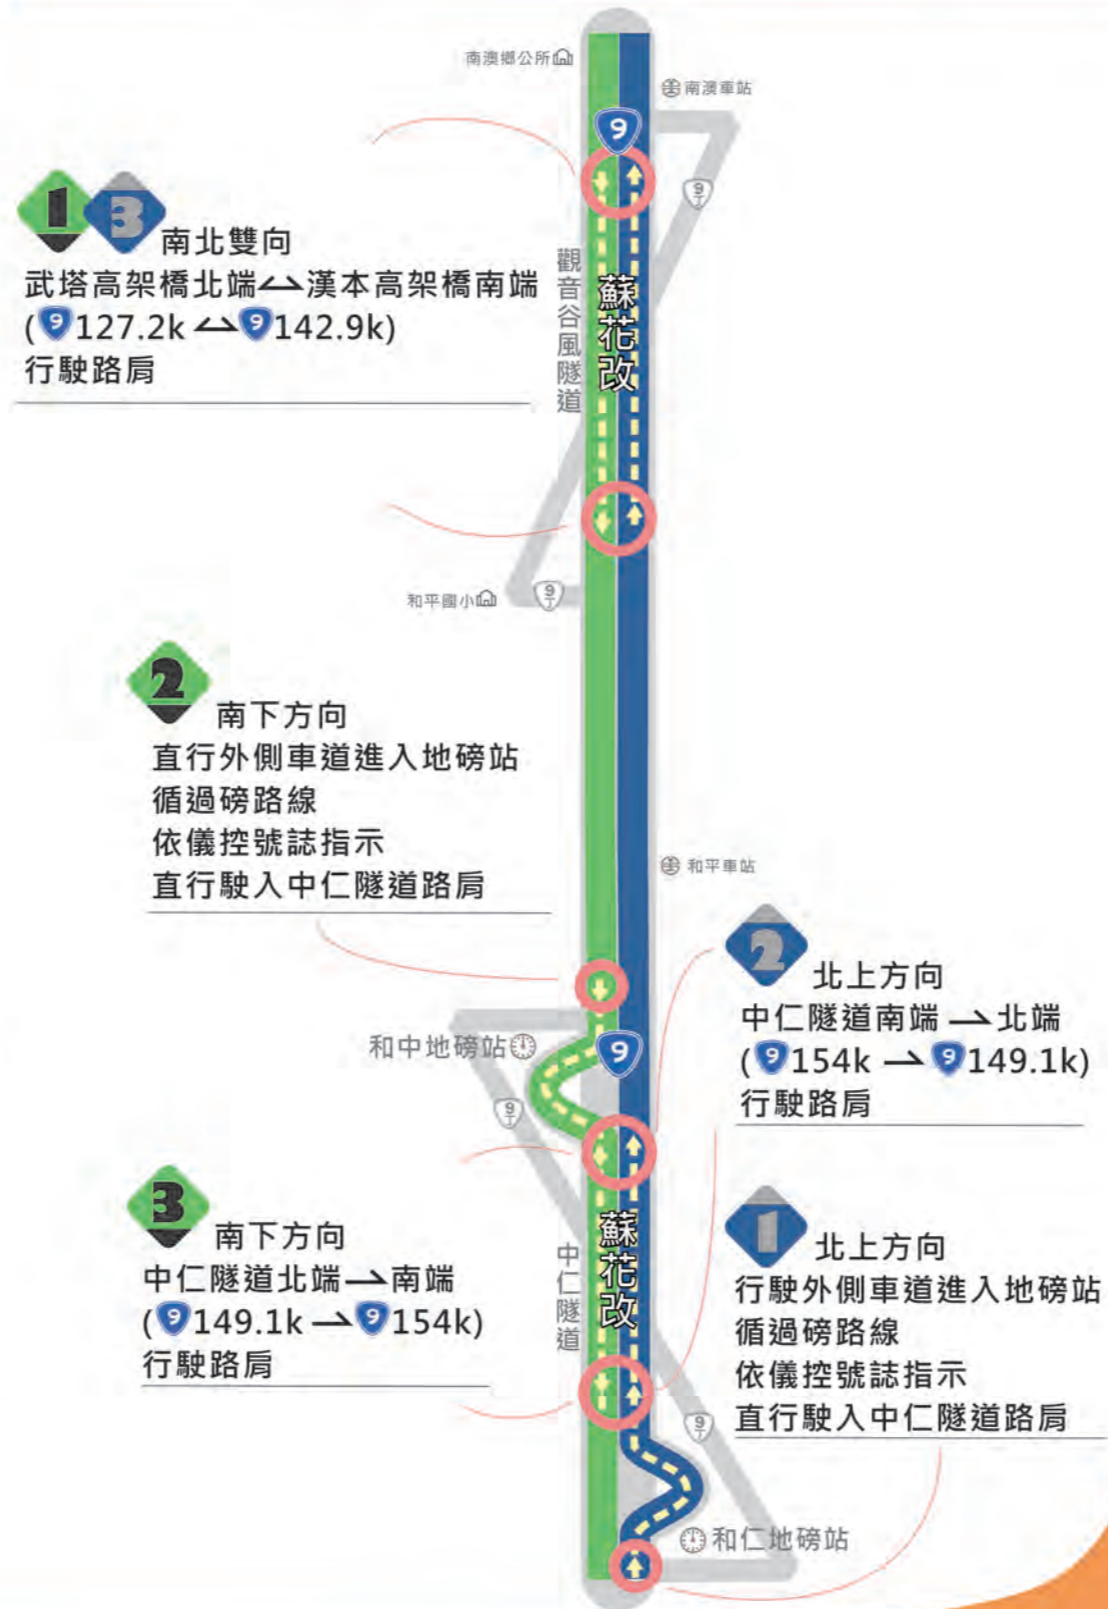 南澳鄉公所
南澳車站
9
9丁
1 3 南北雙向
武塔高架橋北端↔漢本高架橋南端
(9 127.2k ↔ 9 142.9k)
行駛路肩
觀音谷風隧道
蘇花改
和平國小
9丁
2 南下方向
直行外側車道進入地磅站
循過磅路線
依儀控號誌指示
直行駛入中仁隧道路肩
和平車站
2 北上方向
中仁隧道南端→北端
(9 154k → 9 149.1k)
行駛路肩
和中地磅站
9
9丁
3 南下方向
中仁隧道北端→南端
(9 149.1k → 9 154k)
行駛路肩
中仁隧道
蘇花改
1 北上方向
行駛外側車道進入地磅站
循過磅路線
依儀控號誌指示
直行駛入中仁隧道路肩
9丁
和仁地磅站